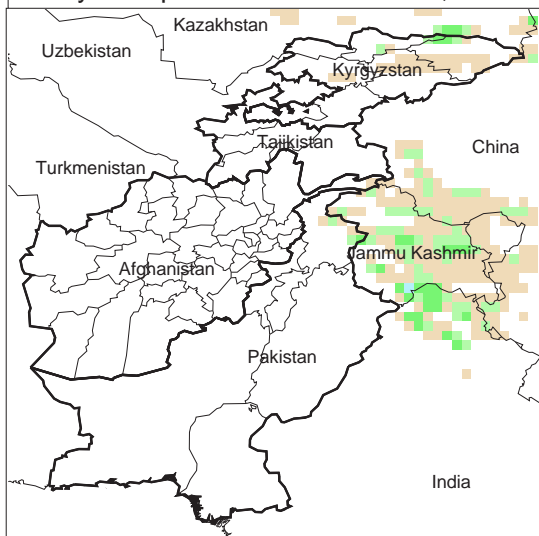 Kazakhstan
Uzbekistan
Kyrgyzstan
Tajikistan
China
Turkmenistan
Jammu Kashmir
Afghanistan
Pakistan
India